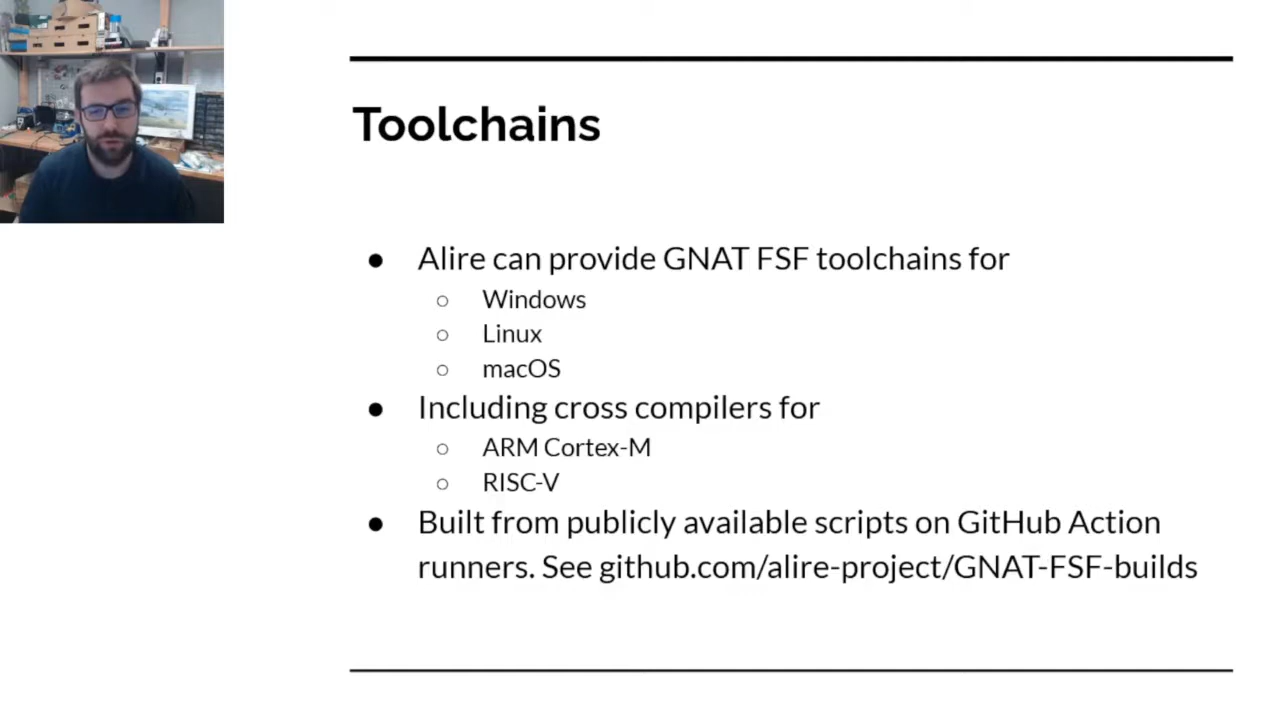 Toolchains
● Alire can provide GNAT FSF toolchains for
○ Windows
○ Linux
○ macOS
● Including cross compilers for
○ ARM Cortex-M
○ RISC-V
● Built from publicly available scripts on GitHub Action
runners. See github.com/alire-project/GNAT-FSF-builds